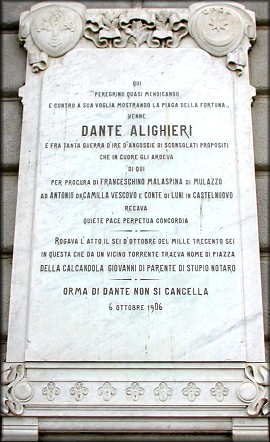 QUI
"PEREGRINO QUASI MENDICANDO
E CONTRO A SUA VOGLIA MOSTRANDO LA PIAGA DELLA FORTUNA„
VENNE
DANTE ALIGHIERI
E FRA TANTA GUERRA D'IRE D'ANGOSCIE DI SCONSOLATI PROPOSITI
CHE IN CUORE GLI ARDEVA
DI QUI
PER PROCURA DI FRANCESCHINO MALASPINA DI MULAZZO
AD ANTONIO DA CAMILLA VESCOVO E CONTE DI LUNI IN CASTELNUOVO
RECAVA
QUIETE PACE PERPETUA CONCORDIA
ROGAVA L'ATTO IL SEI D'OTTOBRE DEL MILLE TRECENTO SEI
IN QUESTA CHE DA UN VICINO TORRENTE TRAEVA NOME DI PIAZZA
DELLA CALCANDOLA GIOVANNI DI PARENTE DI STUPIO NOTARO
ORMA DI DANTE NON SI CANCELLA
6 OTTOBRE 1906